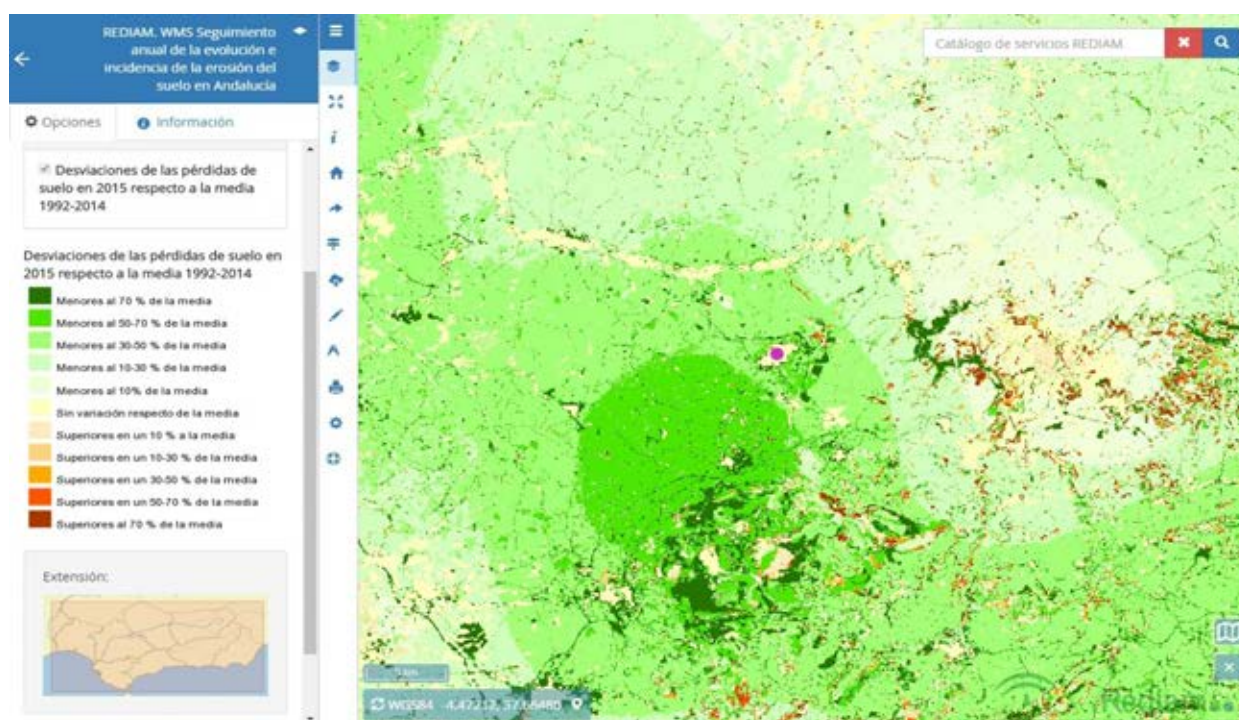 REDIAM. WMS Seguimiento
anual de la evolución e
incidencia de la erosión del
suelo en Andalucía
Opciones
Información
Desviaciones de las pérdidas de
suelo en 2015 respecto a la media
1992-2014
Desviaciones de las pérdidas de suelo en
2015 respecto a la media 1992-2014
Menores al 70 % de la media
Menores al 50-70 % de la media
Menores al 30-50 % de la media
Menores al 10-30 % de la media
Menores al 10% de la media
Sin variación respecto de la media
Superiores en un 10 % a la media
Superiores en un 10-30 % de la media
Superiores en un 30-50 % de la media
Superiores en un 50-70 % de la media
Superiores al 70 % de la media
Extensión:
Catálogo de servicios REDIAM
WGS84
Rediam